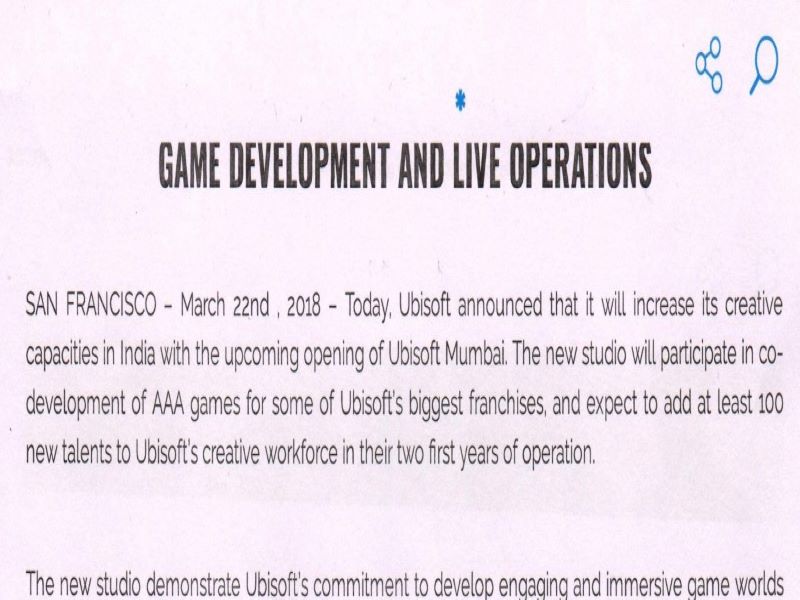 GAME DEVELOPMENT AND LIVE OPERATIONS
SAN FRANCISCO – March 22nd , 2018 – Today, Ubisoft announced that it will increase its creative
capacities in India with the upcoming opening of Ubisoft Mumbai. The new studio will participate in co-
development of AAA games for some of Ubisoft's biggest franchises, and expect to add at least 100
new talents to Ubisoft's creative workforce in their two first years of operation.
The new studio demonstrate Ubisoft's commitment to develop engaging and immersive game worlds